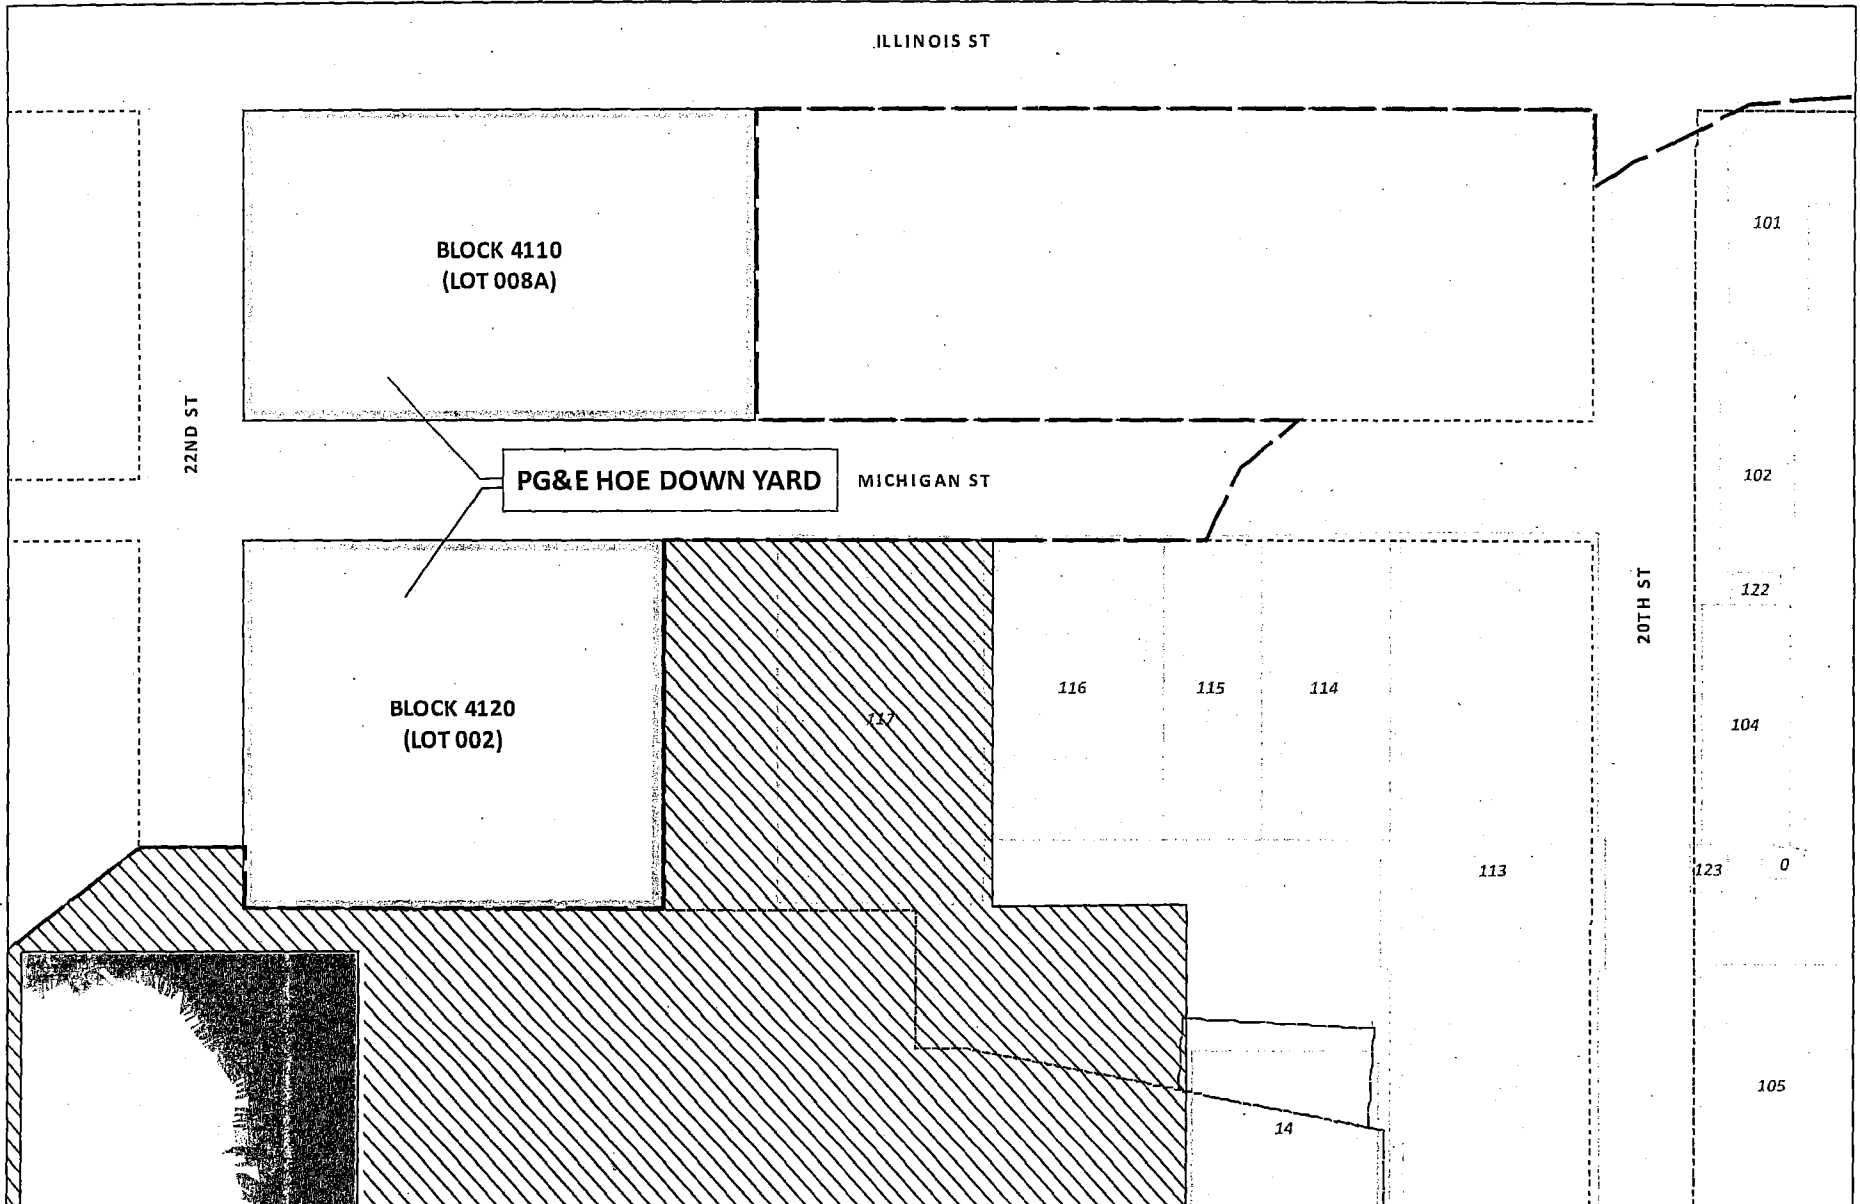 ILLINOIS ST
101
BLOCK 4110
(LOT 008A)
22ND ST
PG&E HOE DOWN YARD
MICHIGAN ST
102
122
20TH ST
116
115
114
117
BLOCK 4120
(LOT 002)
104
113
123
0
105
14